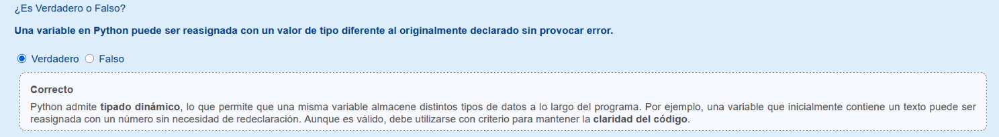 ¿Es Verdadero o Falso?
Una variable en Python puede ser reasignada con un valor de tipo diferente al originalmente declarado sin provocar error.
Verdadero Falso
Correcto
Python admite tipado dinámico, lo que permite que una misma variable almacene distintos tipos de datos a lo largo del programa. Por ejemplo, una variable que inicialmente contiene un texto puede ser
reasignada con un número sin necesidad de redeclaración. Aunque es válido, debe utilizarse con criterio para mantener la claridad del código.